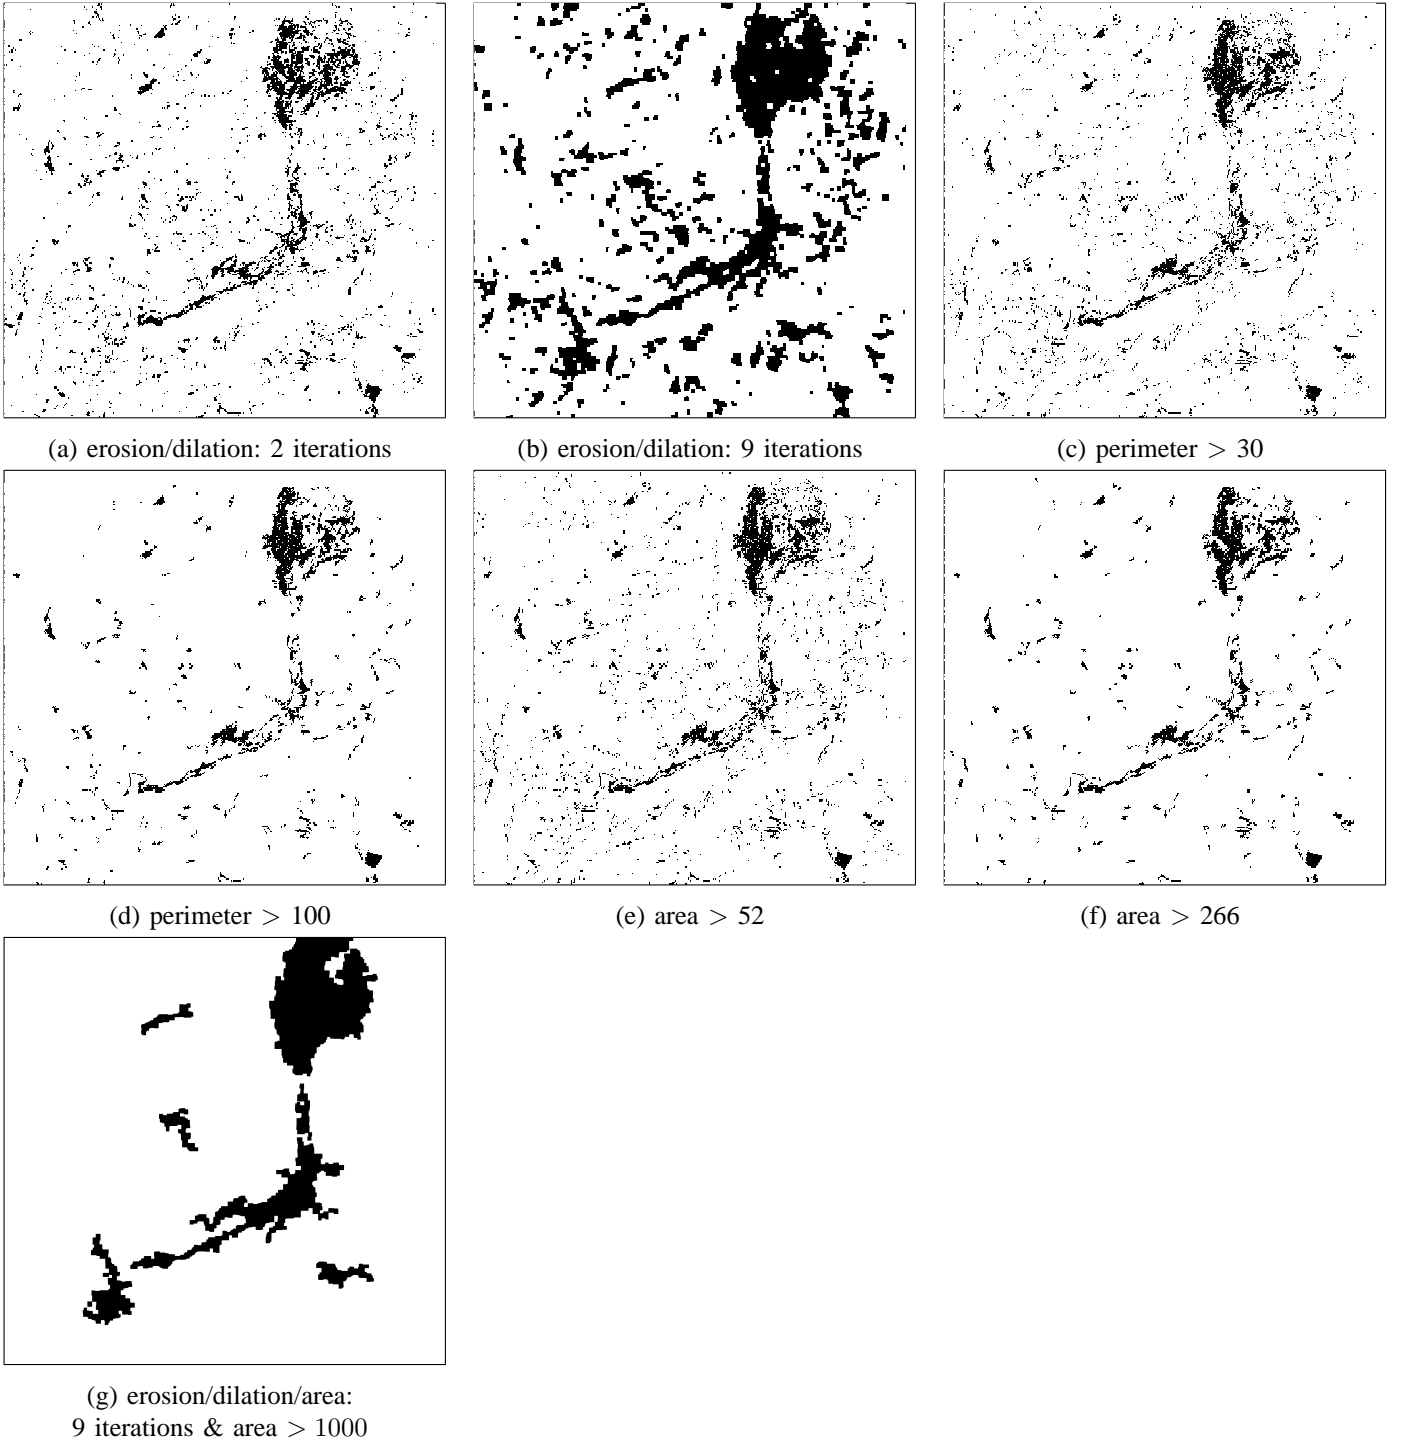 (a) erosion/dilation: 2 iterations
(b) erosion/dilation: 9 iterations
(c) perimeter > 30
(d) perimeter > 100
(e) area > 52
(f) area > 266
(g) erosion/dilation/area:
9 iterations & area > 1000